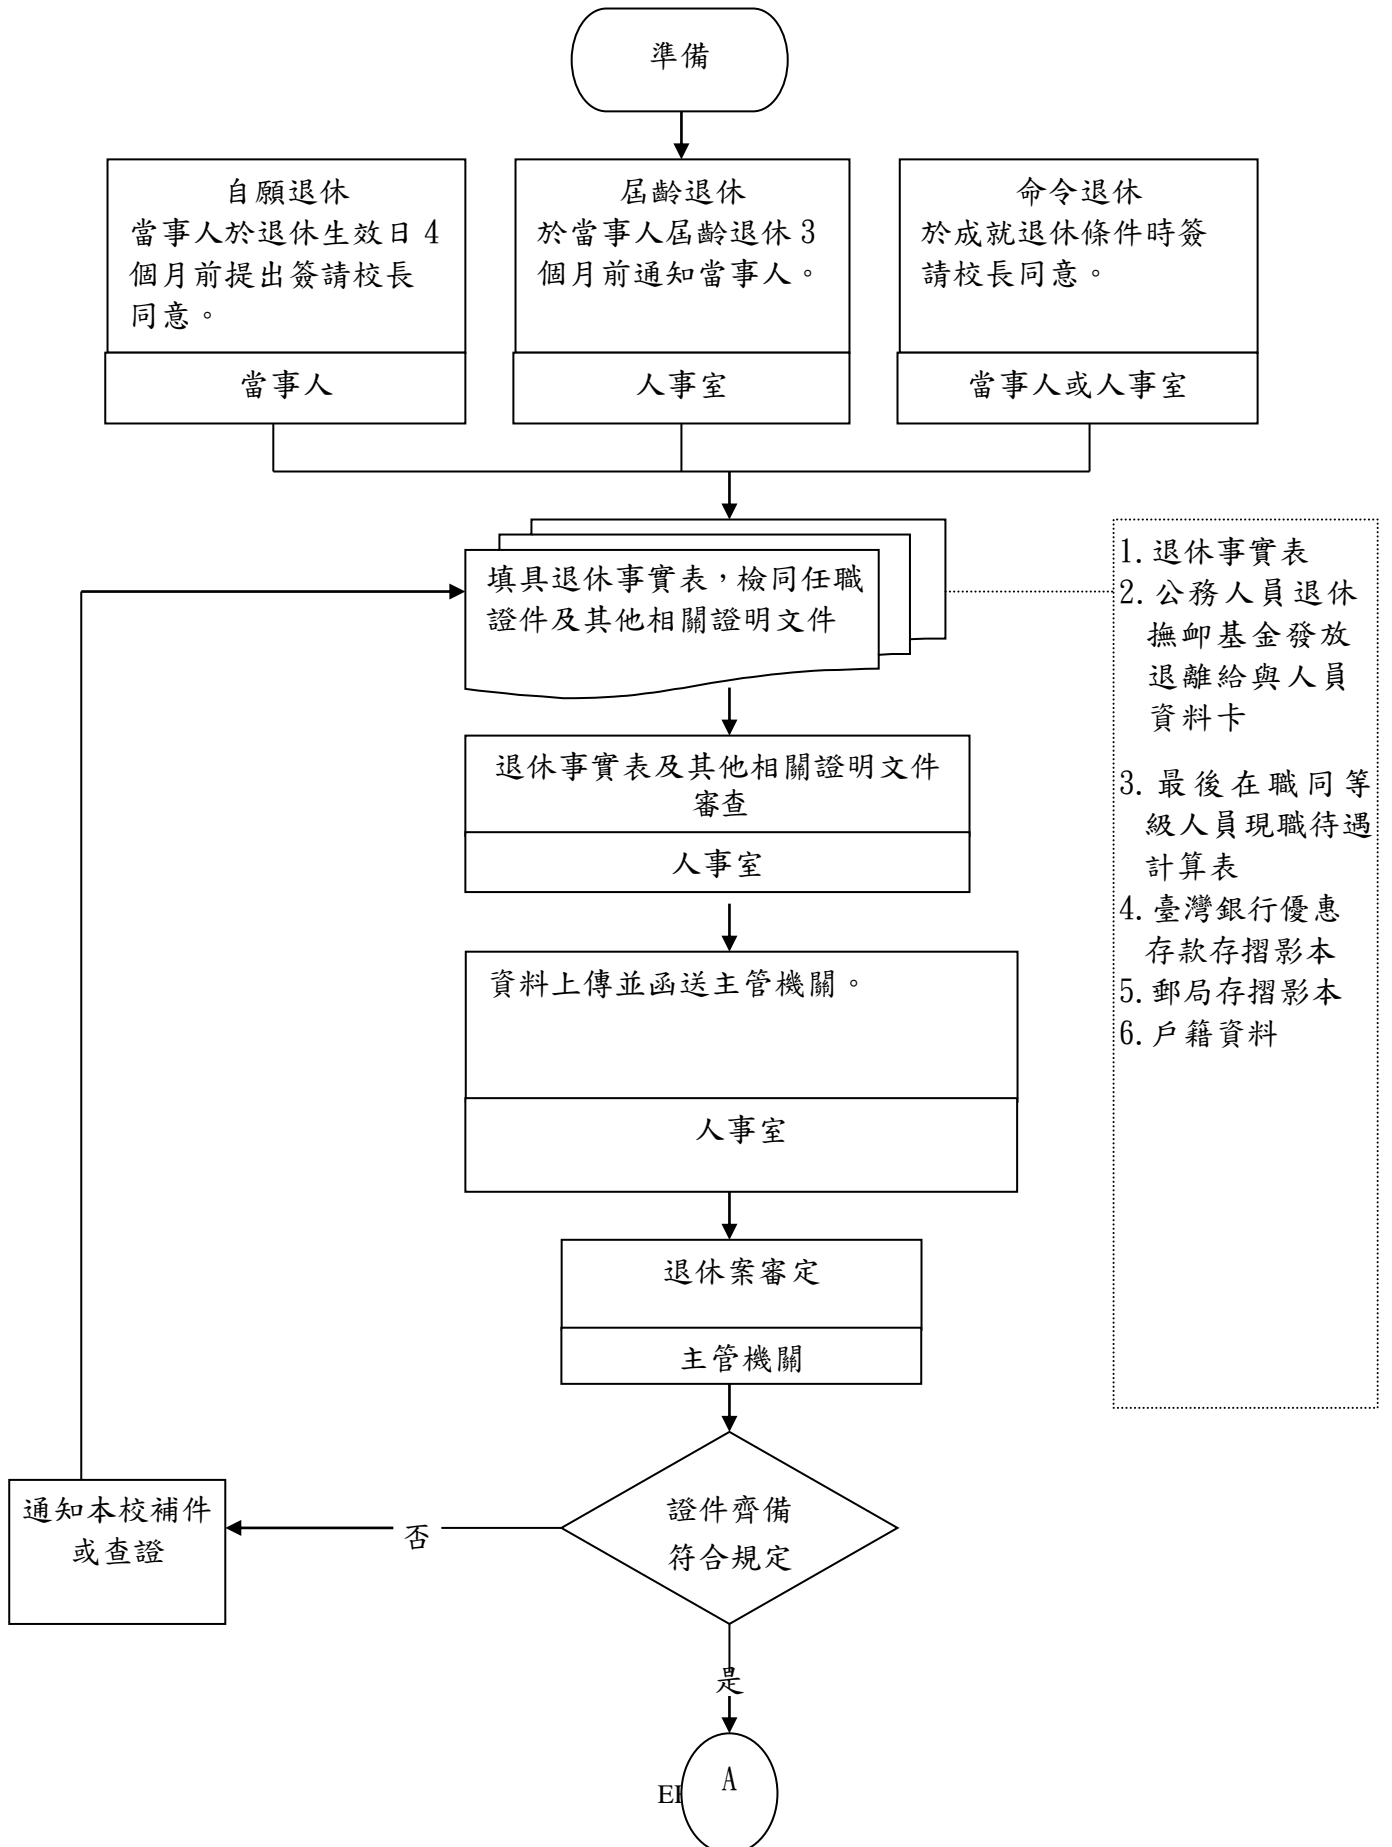 準備
自願退休
當事人於退休生效日 4
個月前提出簽請校長
同意。
當事人
屆齡退休
於當事人屆齡退休 3
個月前通知當事人。
人事室
命令退休
於成就退休條件時簽
請校長同意。
當事人或人事室
填具退休事實表，檢同任職
證件及其他相關證明文件
1. 退休事實表
2. 公務人員退休
撫卹基金發放
退離給與人員
資料卡
3. 最後在職同等
級人員現職待遇
計算表
4. 臺灣銀行優惠
存款存摺影本
5. 郵局存摺影本
6. 戶籍資料
退休事實表及其他相關證明文件
審查
人事室
資料上傳並函送主管機關。
人事室
退休案審定
主管機關
證件齊備
符合規定
否
通知本校補件
或查證
是
A